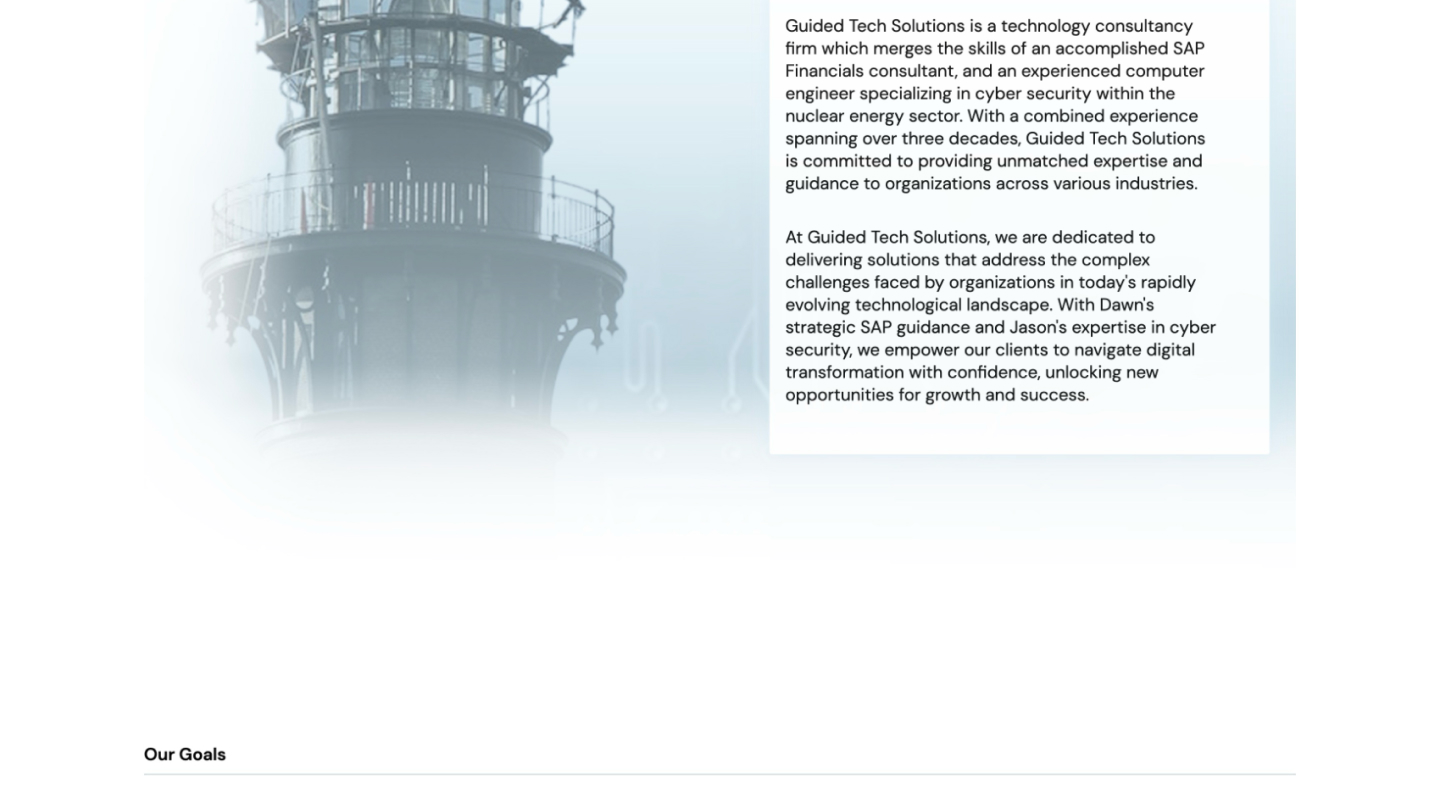 Guided Tech Solutions is a technology consultancy
firm which merges the skills of an accomplished SAP
Financials consultant, and an experienced computer
engineer specializing in cyber security within the
nuclear energy sector. With a combined experience
spanning over three decades, Guided Tech Solutions
is committed to providing unmatched expertise and
guidance to organizations across various industries.
At Guided Tech Solutions, we are dedicated to
delivering solutions that address the complex
challenges faced by organizations in today's rapidly
evolving technological landscape. With Dawn's
strategic SAP guidance and Jason's expertise in cyber
security, we empower our clients to navigate digital
transformation with confidence, unlocking new
opportunities for growth and success.
Our Goals